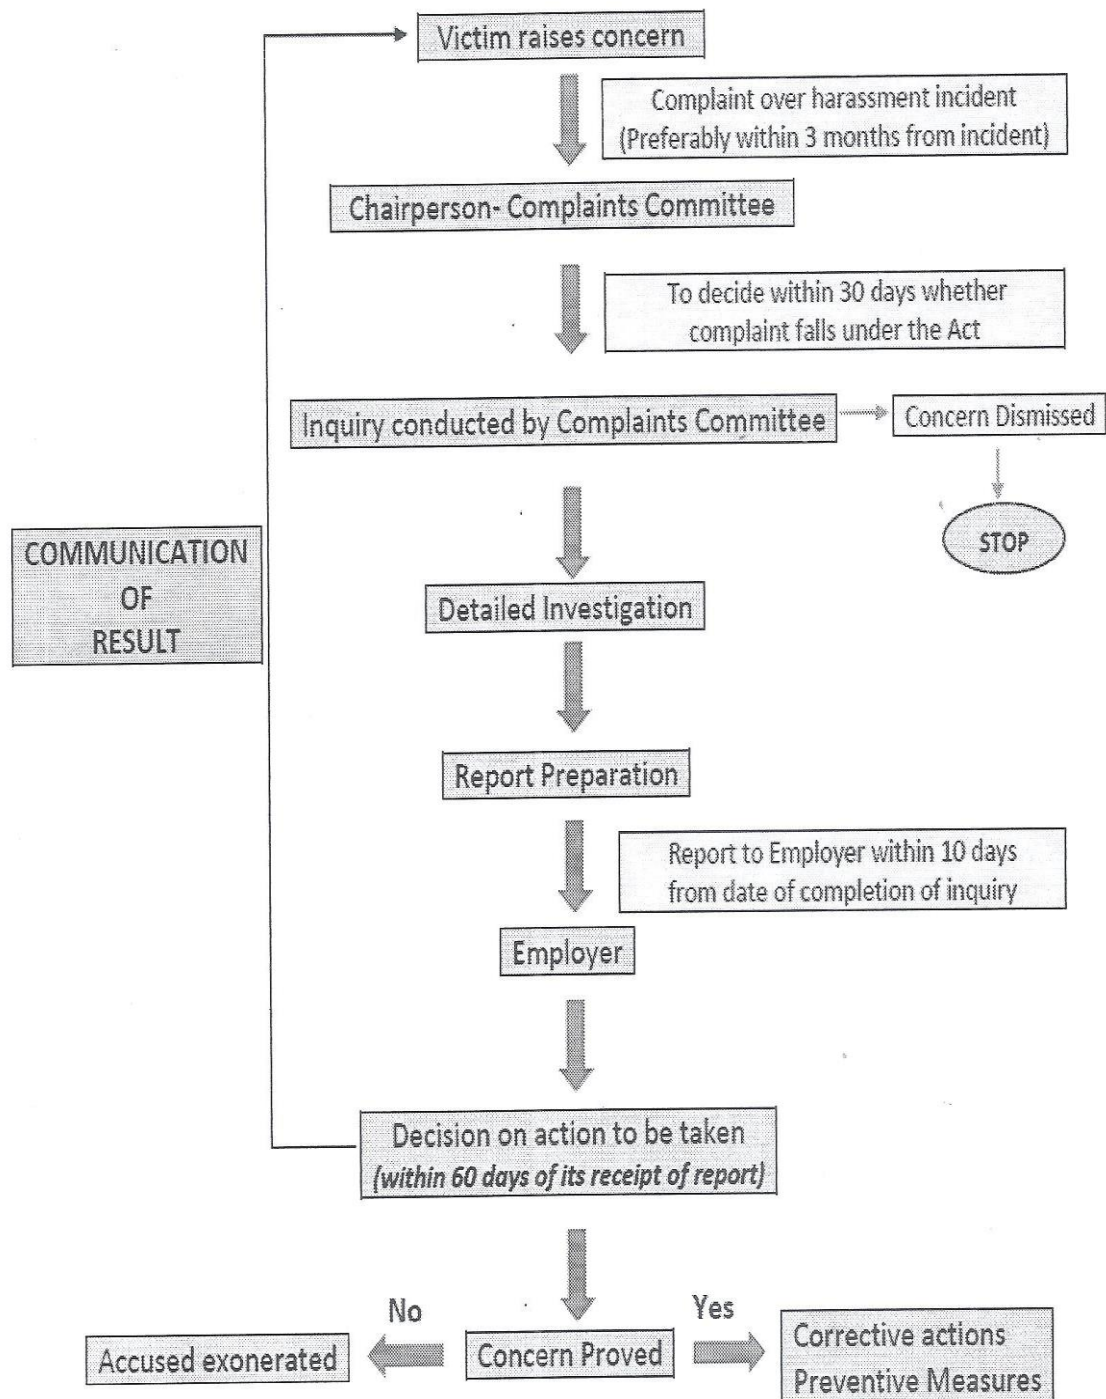 Victim raises concern
Complaint over harassment incident
(Preferably within 3 months from incident)
Chairperson- Complaints Committee
To decide within 30 days whether
complaint falls under the Act
Inquiry conducted by Complaints Committee
Concern Dismissed
STOP
COMMUNICATION
OF
RESULT
Detailed Investigation
Report Preparation
Report to Employer within 10 days
from date of completion of inquiry
Employer
Decision on action to be taken
(within 60 days of its receipt of report)
No
Yes
Accused exonerated
Concern Proved
Corrective actions
Preventive Measures